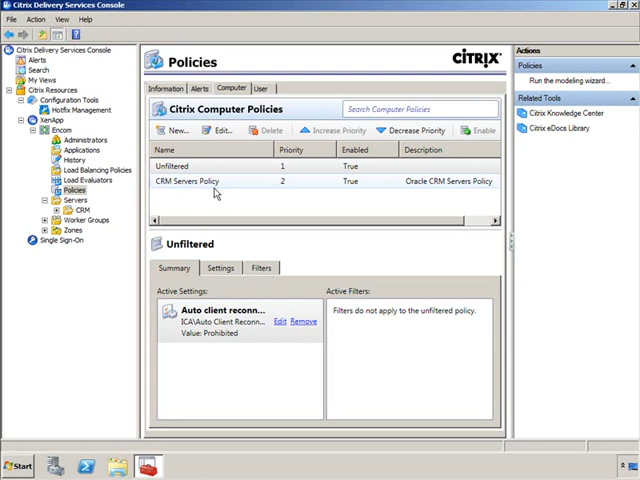 Citrix Delivery Services Console
File Action View Help
Citrix Delivery Services Console
Alerts
Search
My Views
Citrix Resources
Configuration Tools
Hotfix Management
XenApp
Encom
Administrators
Applications
History
Load Balancing Policies
Load Evaluators
Policies
Servers
CRM
Worker Groups
Zones
Single Sign-On
Policies
CITRIX
Information Alerts Computer User
Citrix Computer Policies
Search Computer Policies
New... Edit... Delete Increase Priority Decrease Priority Enable
Name Priority Enabled Description
Unfiltered 1 True
CRM Servers Policy 2 True Oracle CRM Servers Policy
Unfiltered
Summary Settings Filters
Active Settings:
Auto client reconn...
ICA\Auto Client Reconn... Edit Remove
Value: Prohibited
Active Filters:
Filters do not apply to the unfiltered policy.
Actions
Policies
Run the modeling wizard...
Related Tools
Citrix Knowledge Center
Citrix eDocs Library
Start